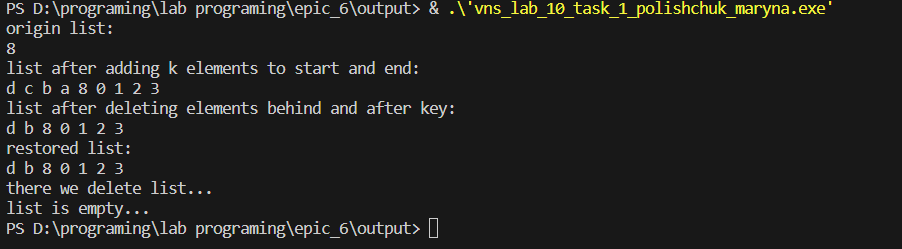 PS D:\programing\lab programing\epic_6\output> & .\'vns_lab_10_task_1_polishchuk_maryna.exe'
origin list:
8
list after adding k elements to start and end:
d c b a 8 0 1 2 3
list after deleting elements behind and after key:
d b 8 0 1 2 3
restored list:
d b 8 0 1 2 3
there we delete list...
list is empty...
PS D:\programing\lab programing\epic_6\output>